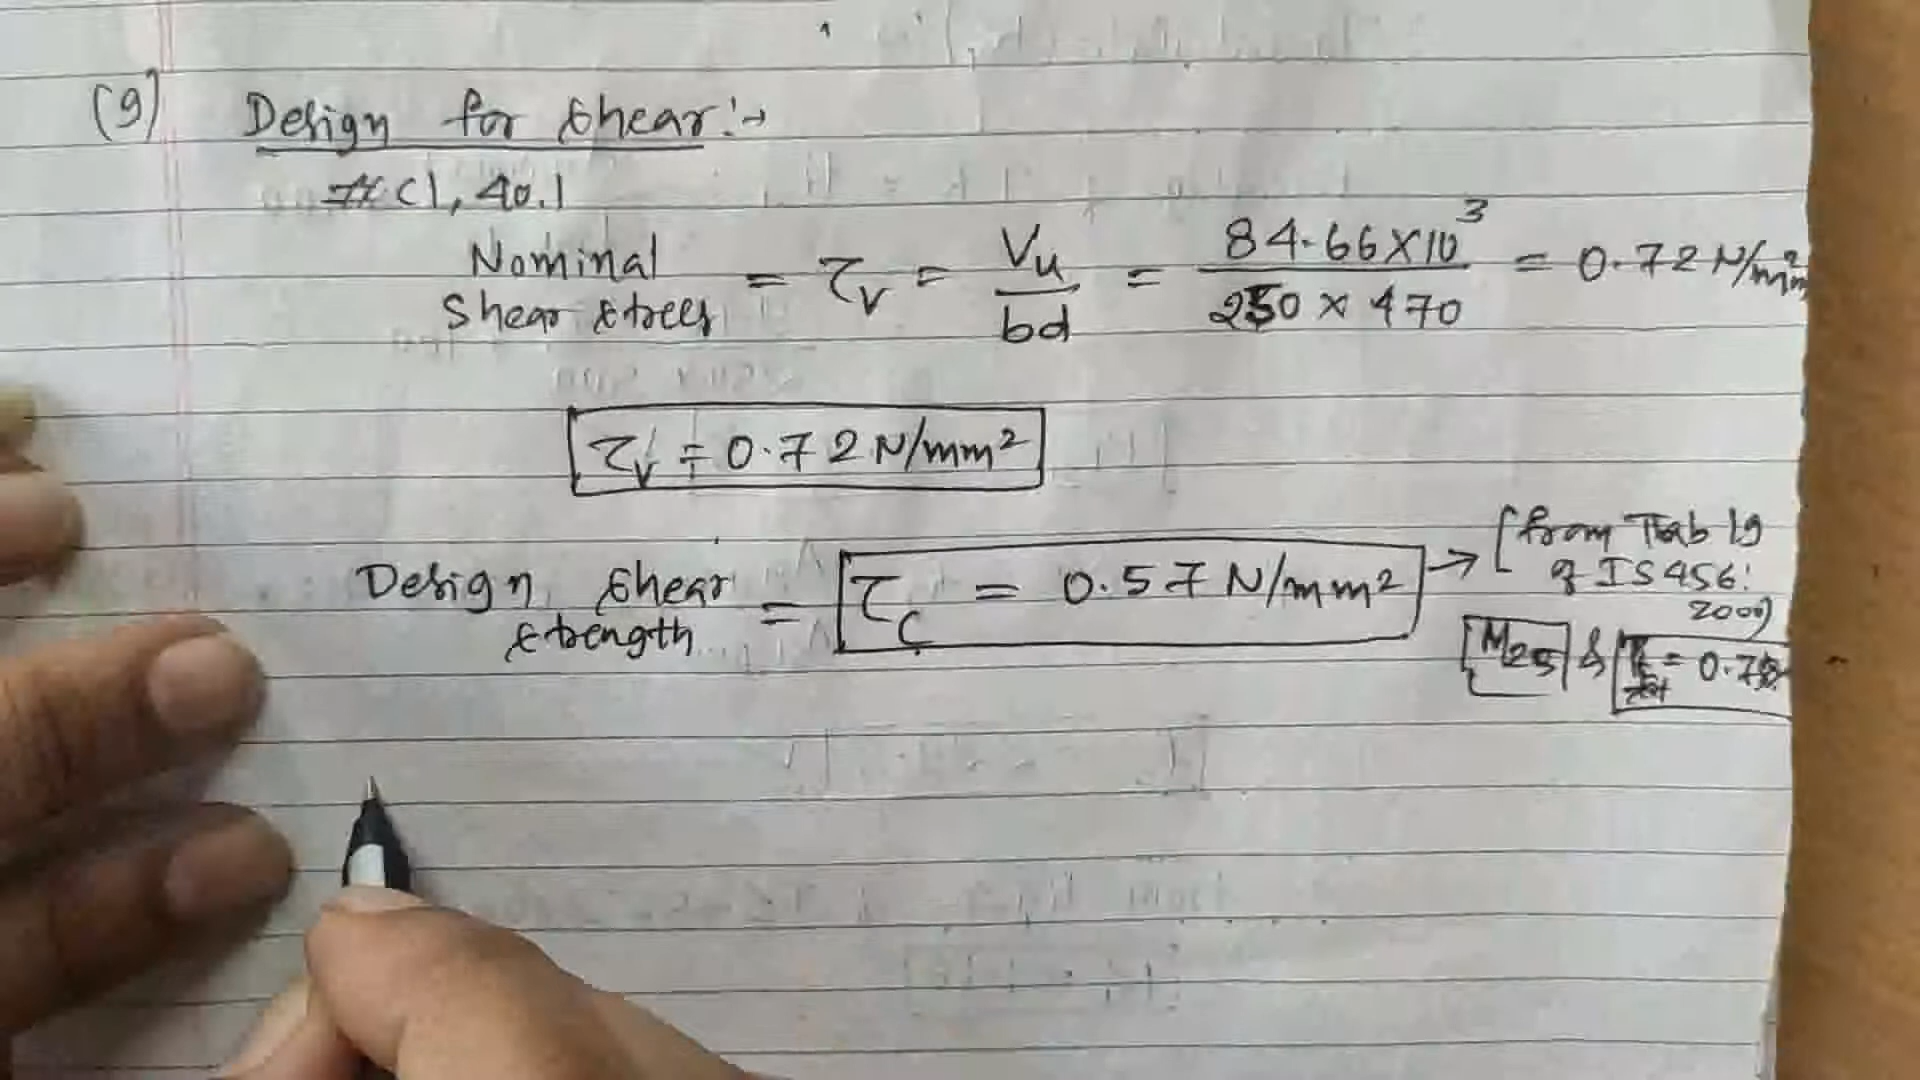 (9) Design for shear:→
# Cl, 40.1
Nominal Shear stress = τv = Vu/bd = 84.66×10³/250×470 = 0.72 N/mm²
τv = 0.72 N/mm²
Design shear strength = τc = 0.57 N/mm² → [from Tab 19
of IS 456:
2000)
M25 &